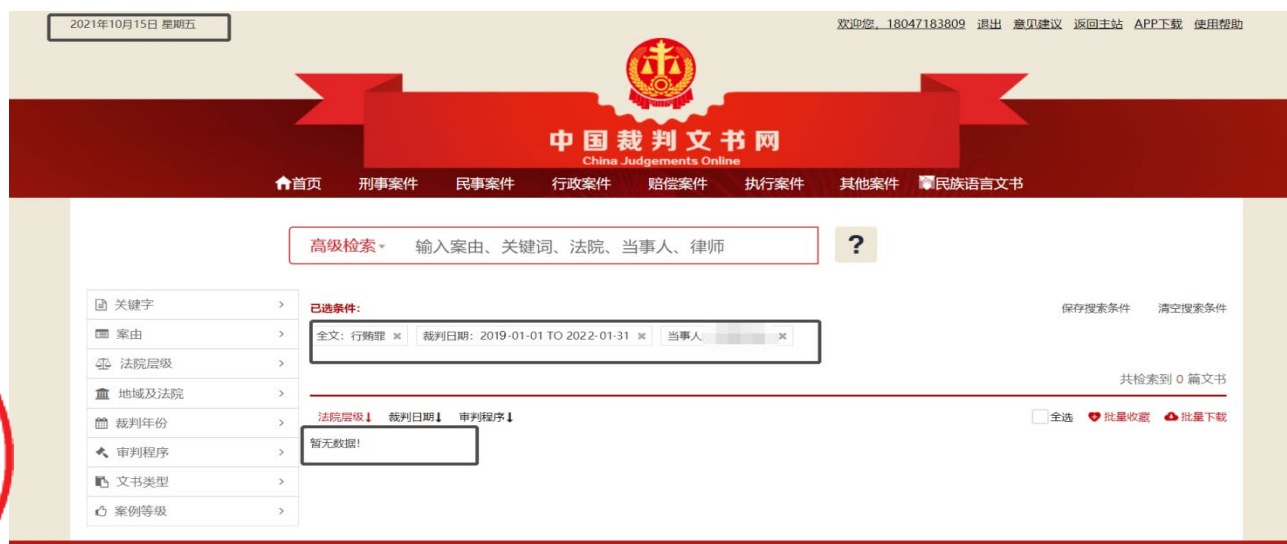 2021年10月15日 星期五
欢迎您，18047183809 退出 意见建议 返回主站 APP下载 使用帮助
中国裁判文书网
China Judgements Online
首页 刑事案件 民事案件 行政案件 赔偿案件 执行案件 其他案件 民族语言文书
高级检索 输入案由、关键词、法院、当事人、律师 ?
关键字
案由
法院层级
地域及法院
裁判年份
审判程序
文书类型
案例等级
已选条件: 保存搜索条件 清空搜索条件
全文：行贿罪 × 裁判日期：2019-01-01 TO 2022-01-31 × 当事人 ×
共检索到 0 篇文书
法院层级↓ 裁判日期↓ 审判程序↓ 全选 批量收藏 批量下载
暂无数据!